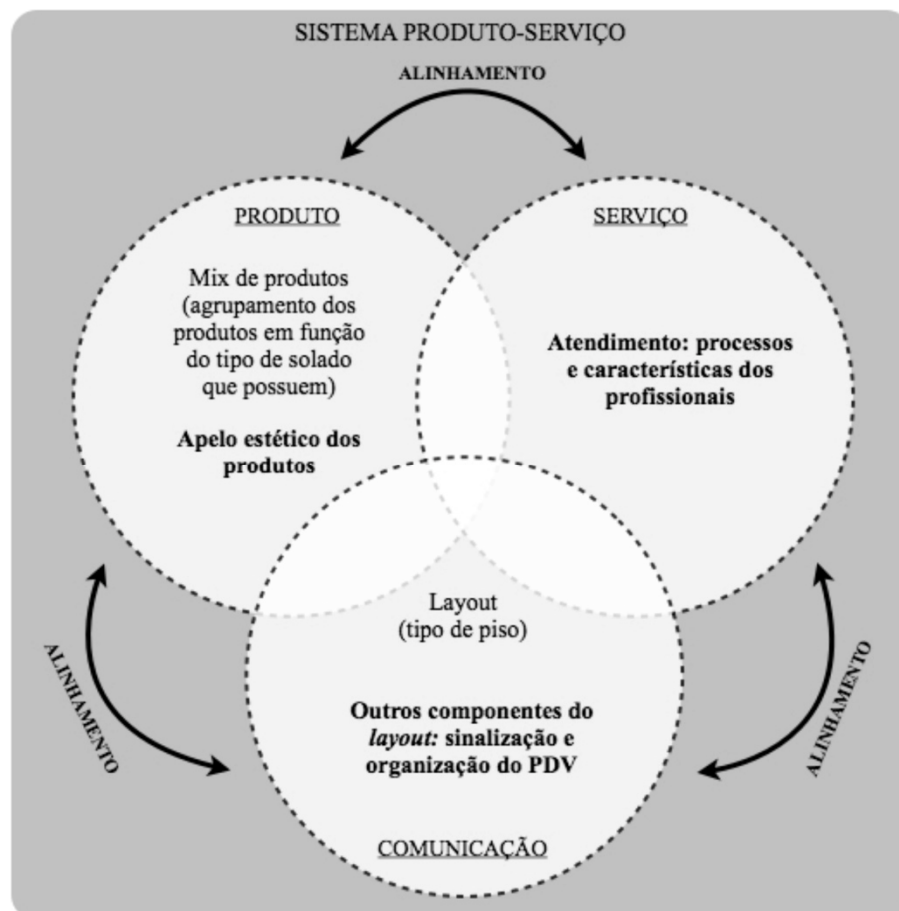 SISTEMA PRODUTO-SERVIÇO
ALINHAMENTO
PRODUTO
Mix de produtos
(agrupamento dos
produtos em função
do tipo de solado
que possuem)
Apelo estético dos
produtos
SERVIÇO
Atendimento: processos
e características dos
profissionais
Layout
(tipo de piso)
Outros componentes do
layout: sinalização e
organização do PDV
COMUNICAÇÃO
ALINHAMENTO
ALINHAMENTO